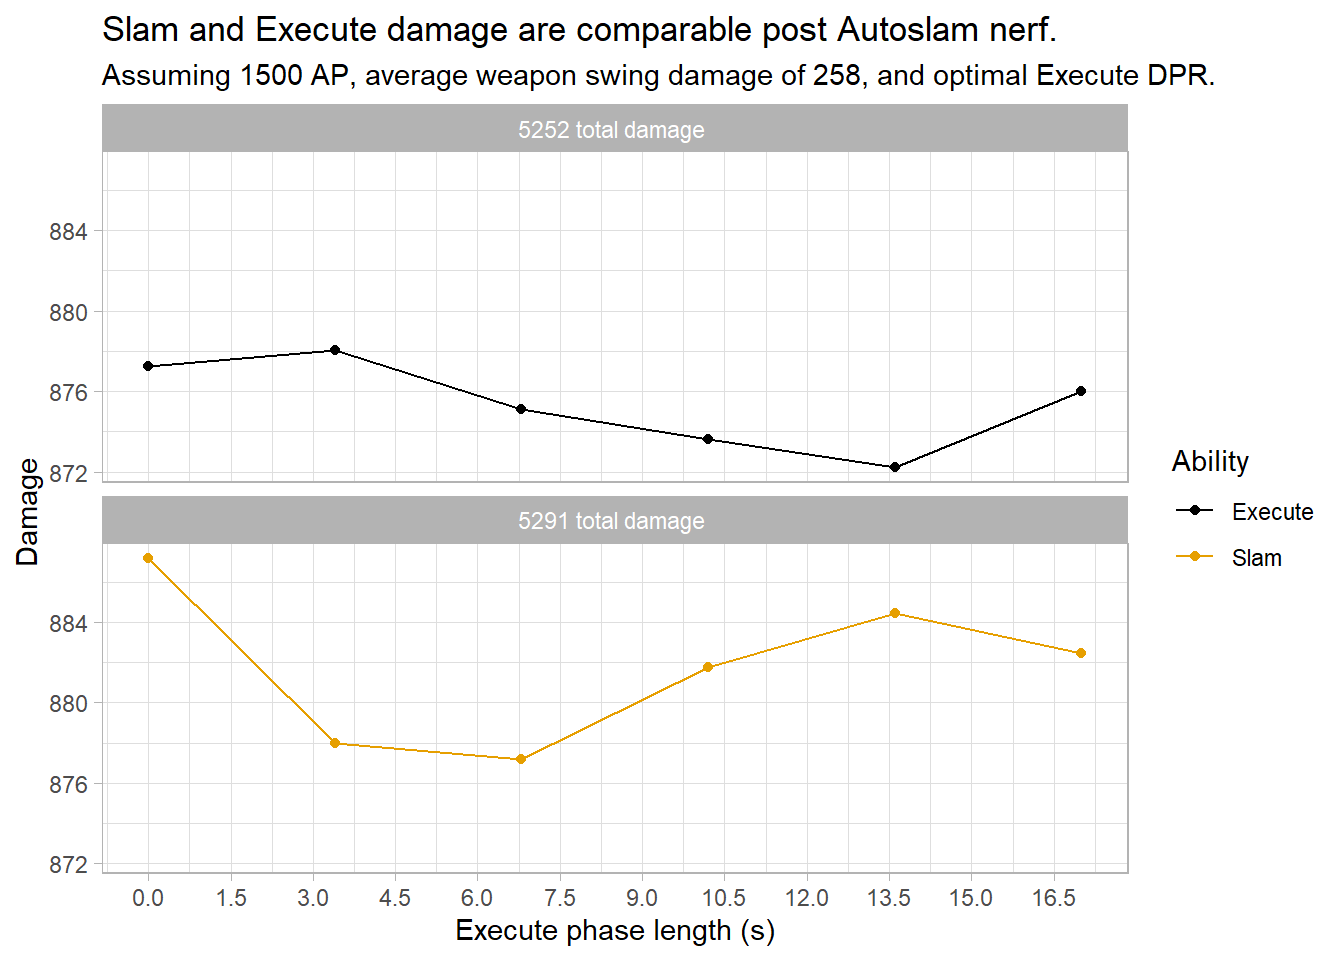 Slam and Execute damage are comparable post Autoslam nerf.
Assuming 1500 AP, average weapon swing damage of 258, and optimal Execute DPR.
5252 total damage
884
880
876
872
5291 total damage
884
880
876
872
Damage
0.0 1.5 3.0 4.5 6.0 7.5 9.0 10.5 12.0 13.5 15.0 16.5
Execute phase length (s)
Ability
Execute
Slam